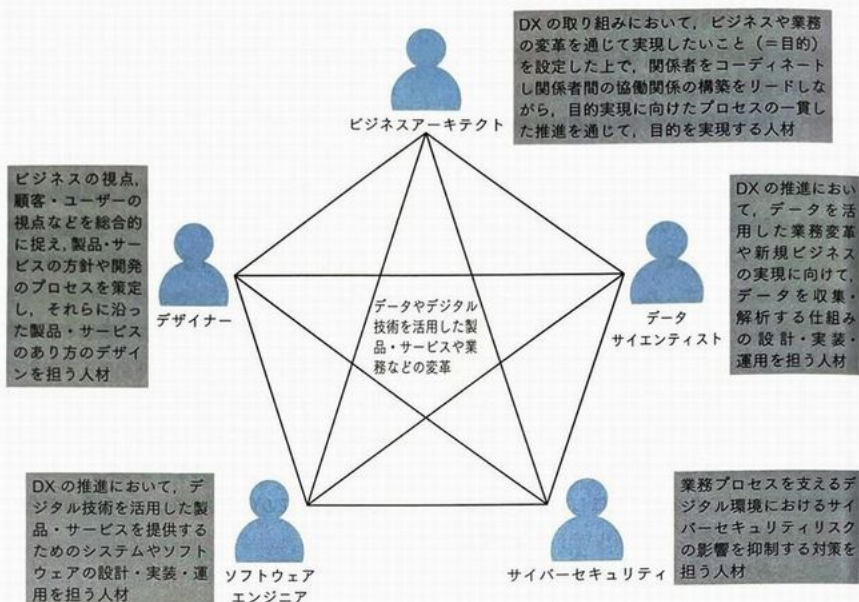 DXの取り組みにおいて，ビジネスや業務
の変革を通じて実現したいこと（＝目的）
を設定した上で，関係者をコーディネート
し関係者間の協働関係の構築をリードしな
がら，目的実現に向けたプロセスの一貫し
た推進を通じて，目的を実現する人材
ビジネスアーキテクト
ビジネスの視点，
顧客・ユーザーの
視点などを総合的
に捉え，製品・サー
ビスの方針や開発
のプロセスを策定
し，それらに沿っ
た製品・サービス
のあり方のデザイ
ンを担う人材
デザイナー
データやデジタル
技術を活用した製
品・サービスや業
務などの変革
データ
サイエンティスト
DXの推進におい
て，データを活
用した業務変革
や新規ビジネス
の実現に向けて，
データを収集・
解析する仕組み
の設計・実装・
運用を担う人材
DXの推進において，デ
ジタル技術を活用した製
品・サービスを提供する
ためのシステムやソフト
ウェアの設計・実装・運
用を担う人材
ソフトウェア
エンジニア
サイバーセキュリティ
業務プロセスを支えるデ
ジタル環境におけるサイ
バーセキュリティリスク
の影響を抑制する対策を
担う人材